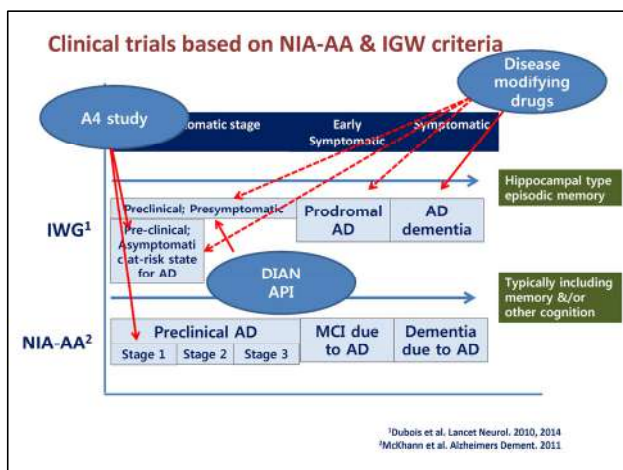 Clinical trials based on NIA-AA & IGW criteria
Disease
modifying
drugs
A4 study
tomatic stage
Early
Symptomatic
Symptomatic
Hippocampal type
episodic memory
IWG¹
Preclinical; Presymptomatic
Pre-clinical;
Asymptomati
c at-risk state
for AD
Prodromal
AD
AD
dementia
DIAN
API
Typically including
memory &/or
other cognition
NIA-AA²
Preclinical AD
Stage 1
Stage 2
Stage 3
MCI due
to AD
Dementia
due to AD
¹Dubois et al. Lancet Neurol. 2010, 2014
²McKhann et al. Alzheimers Dement. 2011